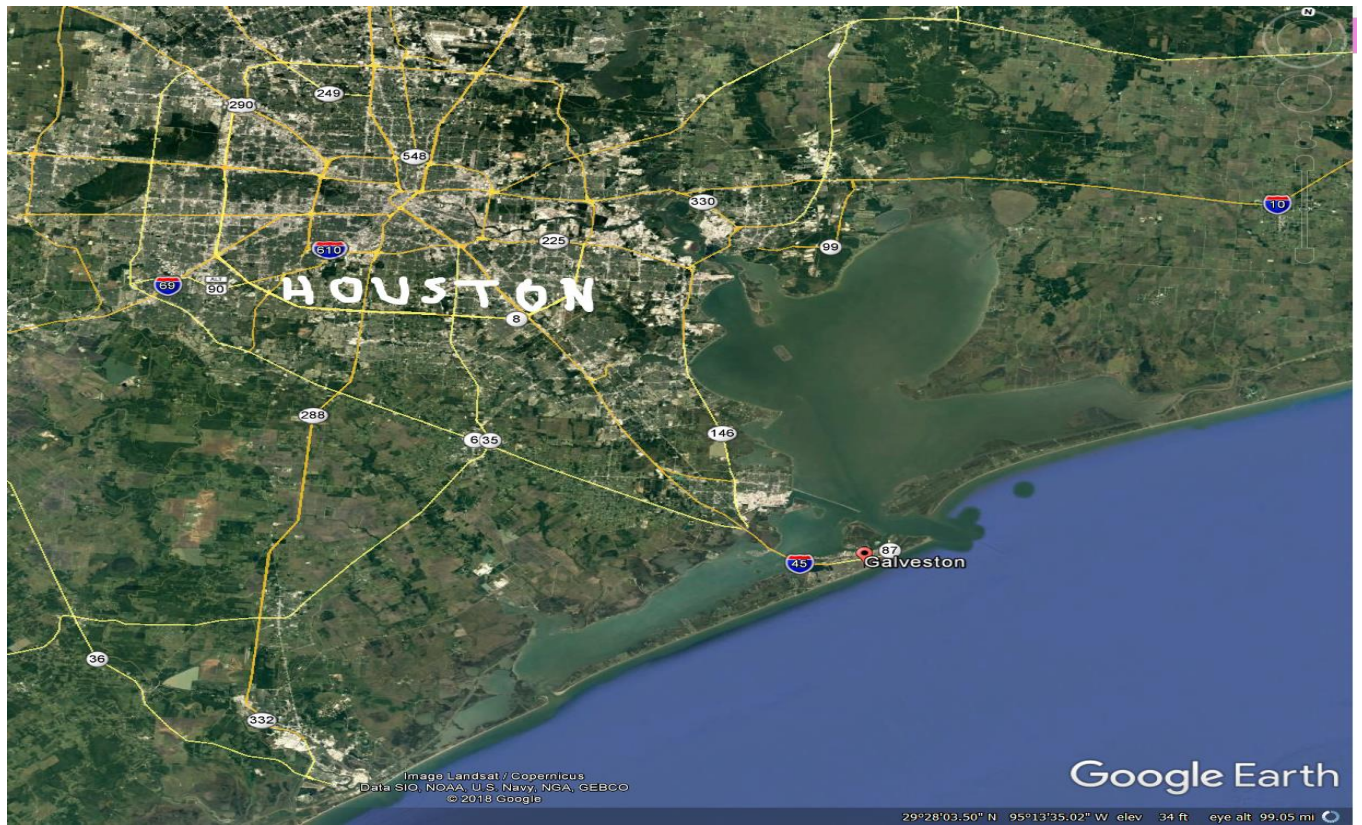 N
249
290
548
330
10
225
99
610
69
ALT
90
HOUSTON
8
288
146
6 35
87
Galveston
45
36
332
Image Landsat / Copernicus
Data SIO, NOAA, U.S. Navy, NGA, GEBCO
© 2018 Google
Google Earth
29°28'03.50" N 95°13'35.02" W elev 34 ft eye alt 99.05 mi